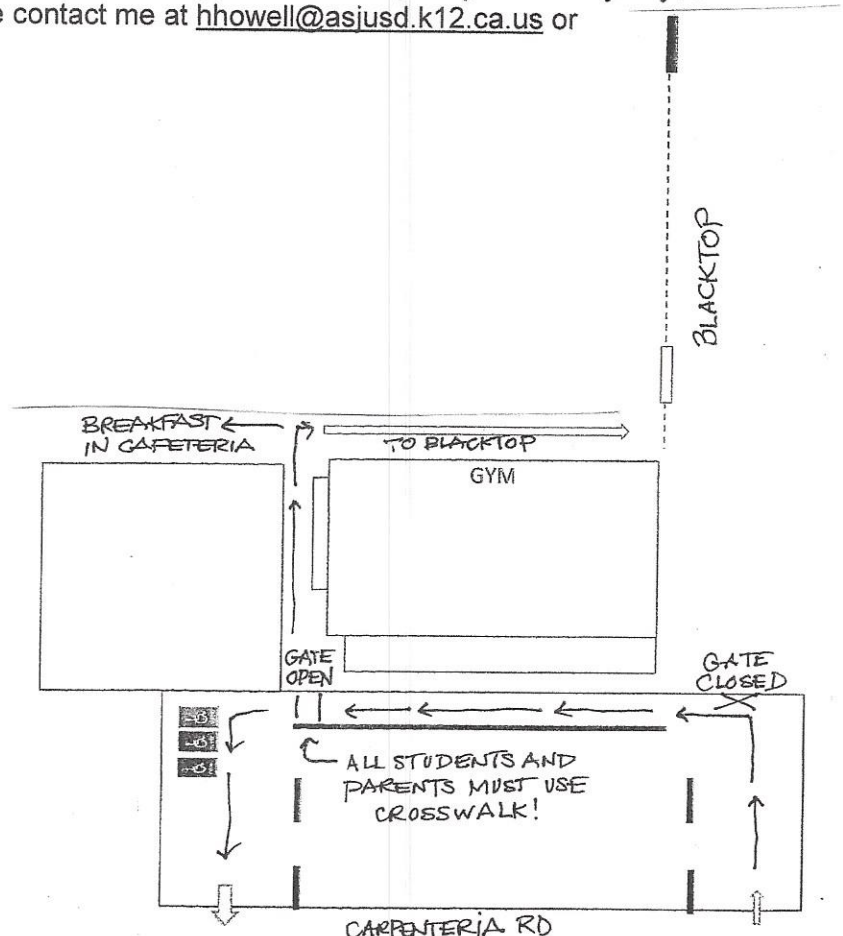 e contact me at hhowell@asjusd.k12.ca.us or
BLACKTOP
BREAKFAST
IN CAFETERIA
TO BLACKTOP
GYM
GATE
OPEN
GATE
CLOSED
ALL STUDENTS AND
PARENTS MUST USE
CROSSWALK!
CARPENTERIA RD